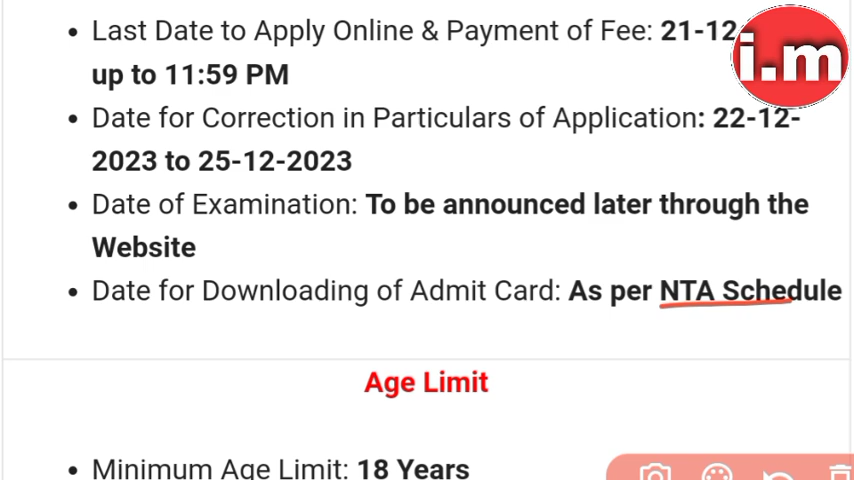 • Last Date to Apply Online & Payment of Fee: 21-12-
up to 11:59 PM
i.m
• Date for Correction in Particulars of Application: 22-12-
2023 to 25-12-2023
• Date of Examination: To be announced later through the
Website
• Date for Downloading of Admit Card: As per NTA Schedule
Age Limit
• Minimum Age Limit: 18 Years